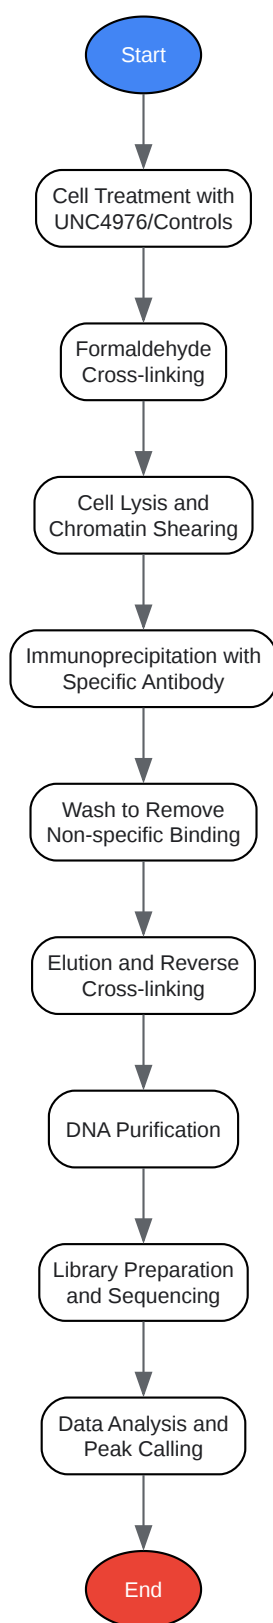 Start
Cell Treatment with
UNC4976/Controls
Formaldehyde
Cross-linking
Cell Lysis and
Chromatin Shearing
Immunoprecipitation with
Specific Antibody
Wash to Remove
Non-specific Binding
Elution and Reverse
Cross-linking
DNA Purification
Library Preparation
and Sequencing
Data Analysis and
Peak Calling
End